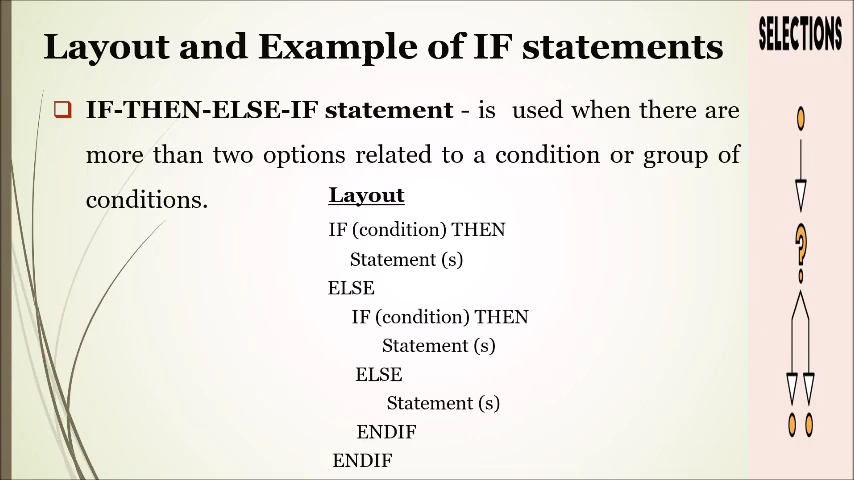 Layout and Example of IF statements
SELECTIONS
IF-THEN-ELSE-IF statement - is used when there are
more than two options related to a condition or group of
conditions.
Layout
IF (condition) THEN
Statement (s)
ELSE
IF (condition) THEN
Statement (s)
ELSE
Statement (s)
ENDIF
ENDIF
?